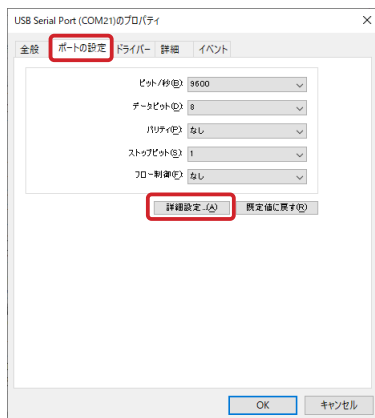 USB Serial Port (COM21)のプロパティ
全般 ポートの設定 ドライバー 詳細 イベント
ビット/秒(B): 9600
データ ビット(D): 8
パリティ(P): なし
ストップ ビット(S): 1
フロー制御(F): なし
詳細設定...(A) 既定値に戻す(R)
OK キャンセル